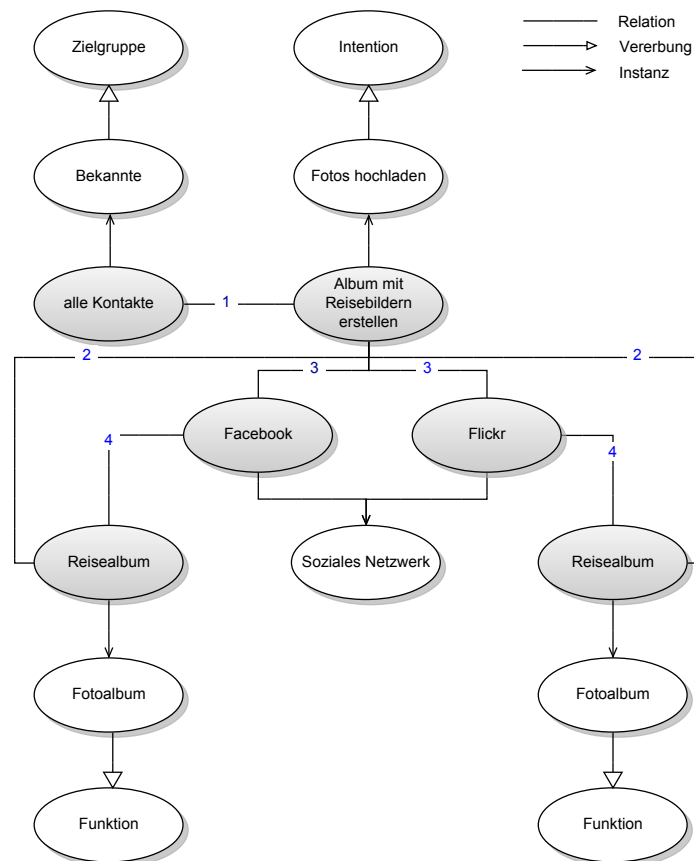 Zielgruppe
Intention
Relation
Vererbung
Instanz
Bekannte
Fotos hochladen
alle Kontakte
1
Album mit
Reisebildern
erstellen
2
2
3
3
Facebook
Flickr
4
4
Reisealbum
Soziales Netzwerk
Reisealbum
Fotoalbum
Fotoalbum
Funktion
Funktion